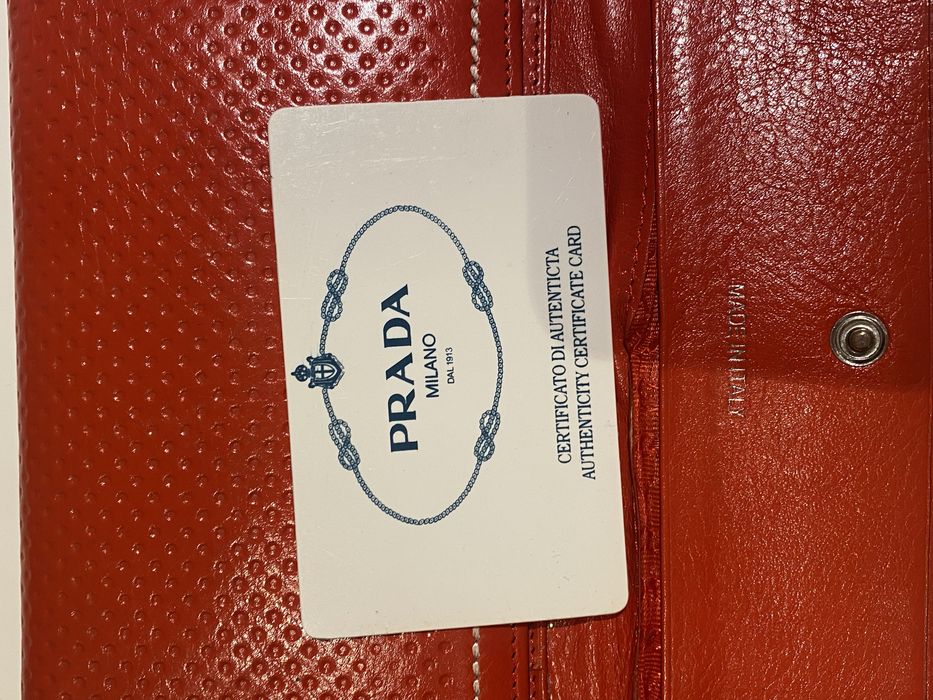 PRADA
MILANO
DAL 1913
CERTIFICATO DI AUTENTICTA
AUTHENTICITY CERTIFICATE CARD
MADE IN ITALY